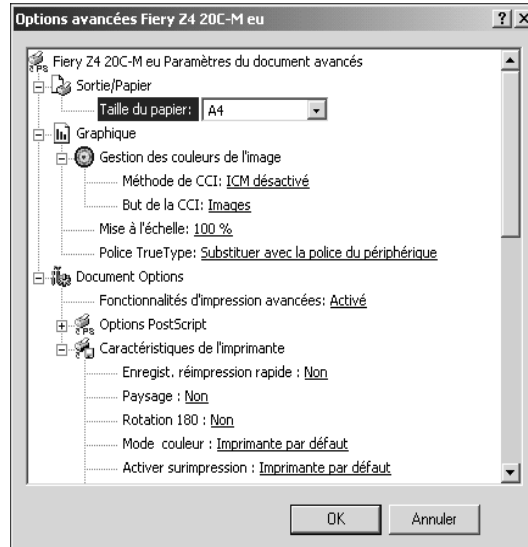 Options avancées Fiery Z4 20C-M eu
Fiery Z4 20C-M eu Paramètres du document avancés
Sortie/Papier
Taille du papier: A4
Graphique
Gestion des couleurs de l'image
Méthode de CCI: ICM désactivé
But de la CCI: Images
Mise à l'échelle: 100 %
Police TrueType: Substituer avec la police du périphérique
Document Options
Fonctionnalités d'impression avancées: Activé
Options PostScript
Caractéristiques de l'imprimante
Enregist. réimpression rapide : Non
Paysage : Non
Rotation 180 : Non
Mode couleur : Imprimante par défaut
Activer surimpression : Imprimante par défaut
OK Annuler